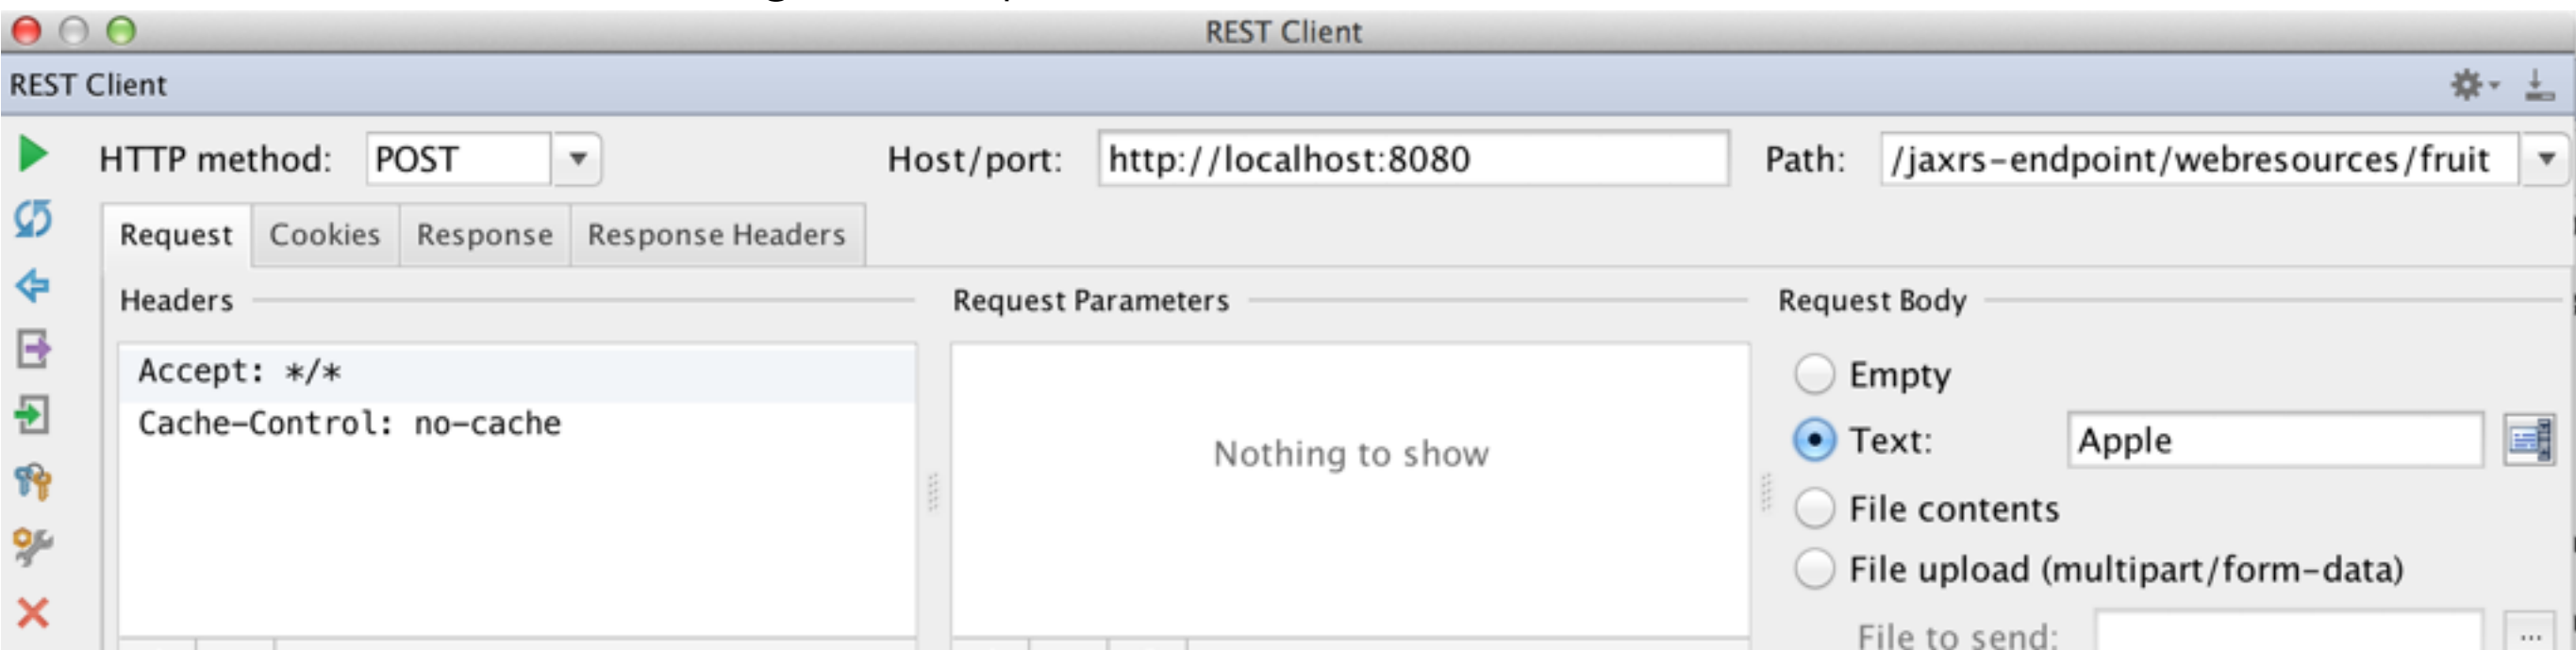 REST Client
REST Client
HTTP method: POST Host/port: http://localhost:8080 Path: /jaxrs-endpoint/webresources/fruit
Request Cookies Response Response Headers
Headers Request Parameters Request Body
Accept: */*
Cache-Control: no-cache
Nothing to show
Empty
Text: Apple
File contents
File upload (multipart/form-data)
File to send: ...